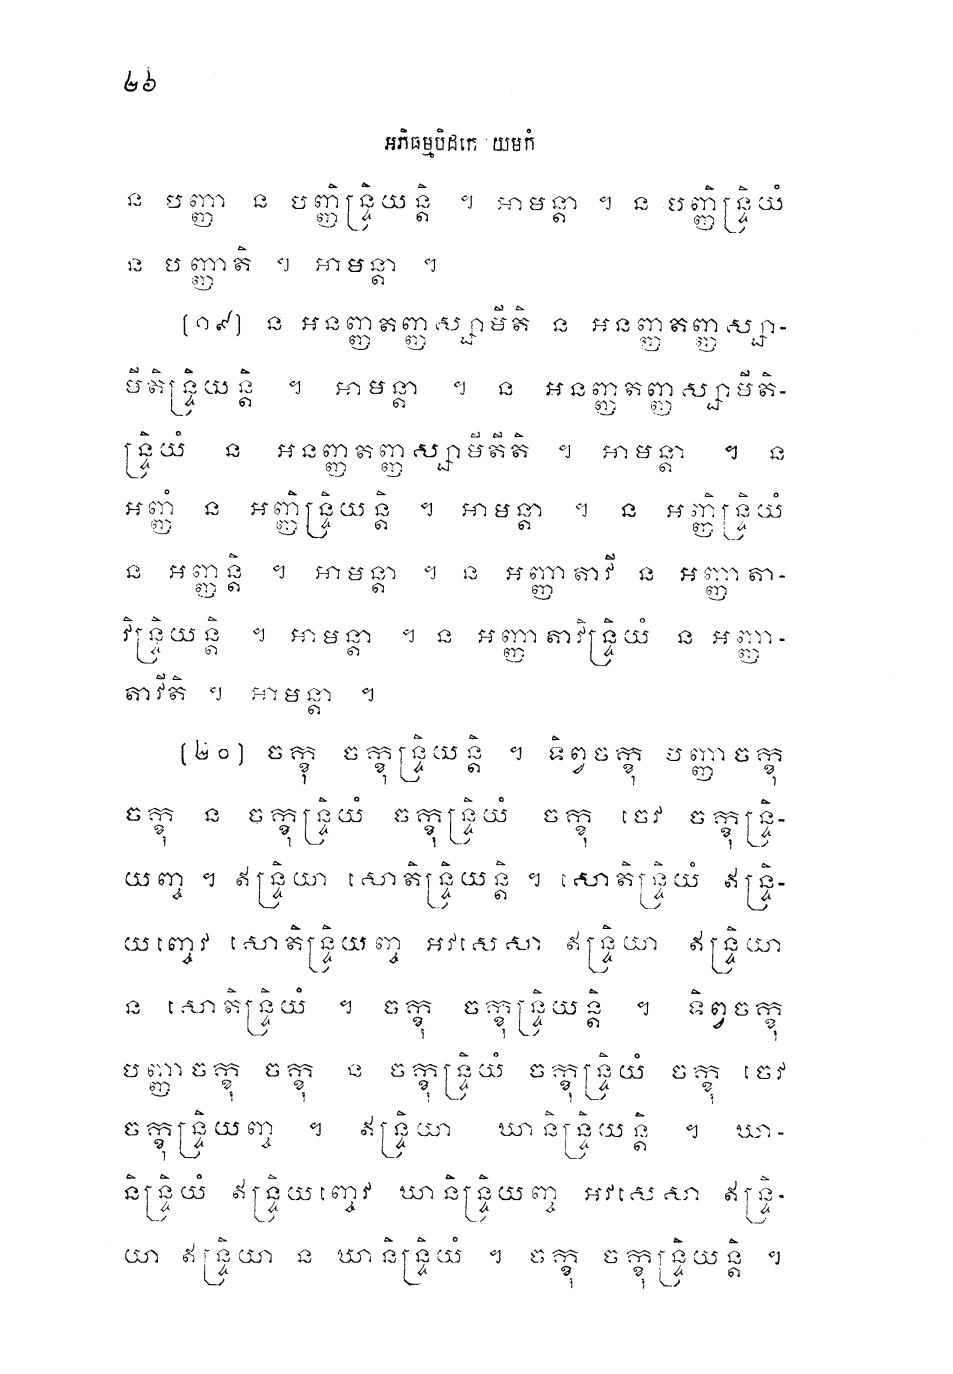 ២៦
អភិធម្មបិដកេ យមកំ
ន បញ្ញា ន បញ្ញិន្ទ្រិយន្តិ ។ អាមន្តា ។ ន បញ្ញិន្ទ្រិយំ
ន បញ្ញាតិ ។ អាមន្តា ។
(១៩) ន អនញ្ញតញ្ញស្សាមីតិ ន អនញ្ញតញ្ញស្សា-
មីតិន្ទ្រិយន្តិ ។ អាមន្តា ។ ន អនញ្ញតញ្ញស្សាមីតិ-
ន្ទ្រិយំ ន អនញ្ញតញ្ញស្សាមីតីតិ ។ អាមន្តា ។ ន
អញ្ញំ ន អញ្ញិន្ទ្រិយន្តិ ។ អាមន្តា ។ ន អញ្ញិន្ទ្រិយំ
ន អញ្ញន្តិ ។ អាមន្តា ។ ន អញ្ញាតាវី ន អញ្ញាតា-
វិន្ទ្រិយន្តិ ។ អាមន្តា ។ ន អញ្ញាតាវិន្ទ្រិយំ ន អញ្ញា-
តាវីតិ ។ អាមន្តា ។
(២០) ចក្ខុ ចក្ខុន្ទ្រិយន្តិ ។ ទិព្វចក្ខុ បញ្ញាចក្ខុ
ចក្ខុ ន ចក្ខុន្ទ្រិយំ ចក្ខុន្ទ្រិយំ ចក្ខុ ចេវ ចក្ខុន្ទ្រិ-
យញ្ច ។ ឥន្ទ្រិយា សោតិន្ទ្រិយន្តិ ។ សោតិន្ទ្រិយំ ឥន្ទ្រិ-
យញ្ចេវ សោតិន្ទ្រិយញ្ច អវសេសា ឥន្ទ្រិយា ឥន្ទ្រិយា
ន សោតិន្ទ្រិយំ ។ ចក្ខុ ចក្ខុន្ទ្រិយន្តិ ។ ទិព្វចក្ខុ
បញ្ញាចក្ខុ ចក្ខុ ន ចក្ខុន្ទ្រិយំ ចក្ខុន្ទ្រិយំ ចក្ខុ ចេវ
ចក្ខុន្ទ្រិយញ្ច ។ ឥន្ទ្រិយា ឃានិន្ទ្រិយន្តិ ។ ឃា-
និន្ទ្រិយំ ឥន្ទ្រិយញ្ចេវ ឃានិន្ទ្រិយញ្ច អវសេសា ឥន្ទ្រិ-
យា ឥន្ទ្រិយា ន ឃានិន្ទ្រិយំ ។ ចក្ខុ ចក្ខុន្ទ្រិយន្តិ ។